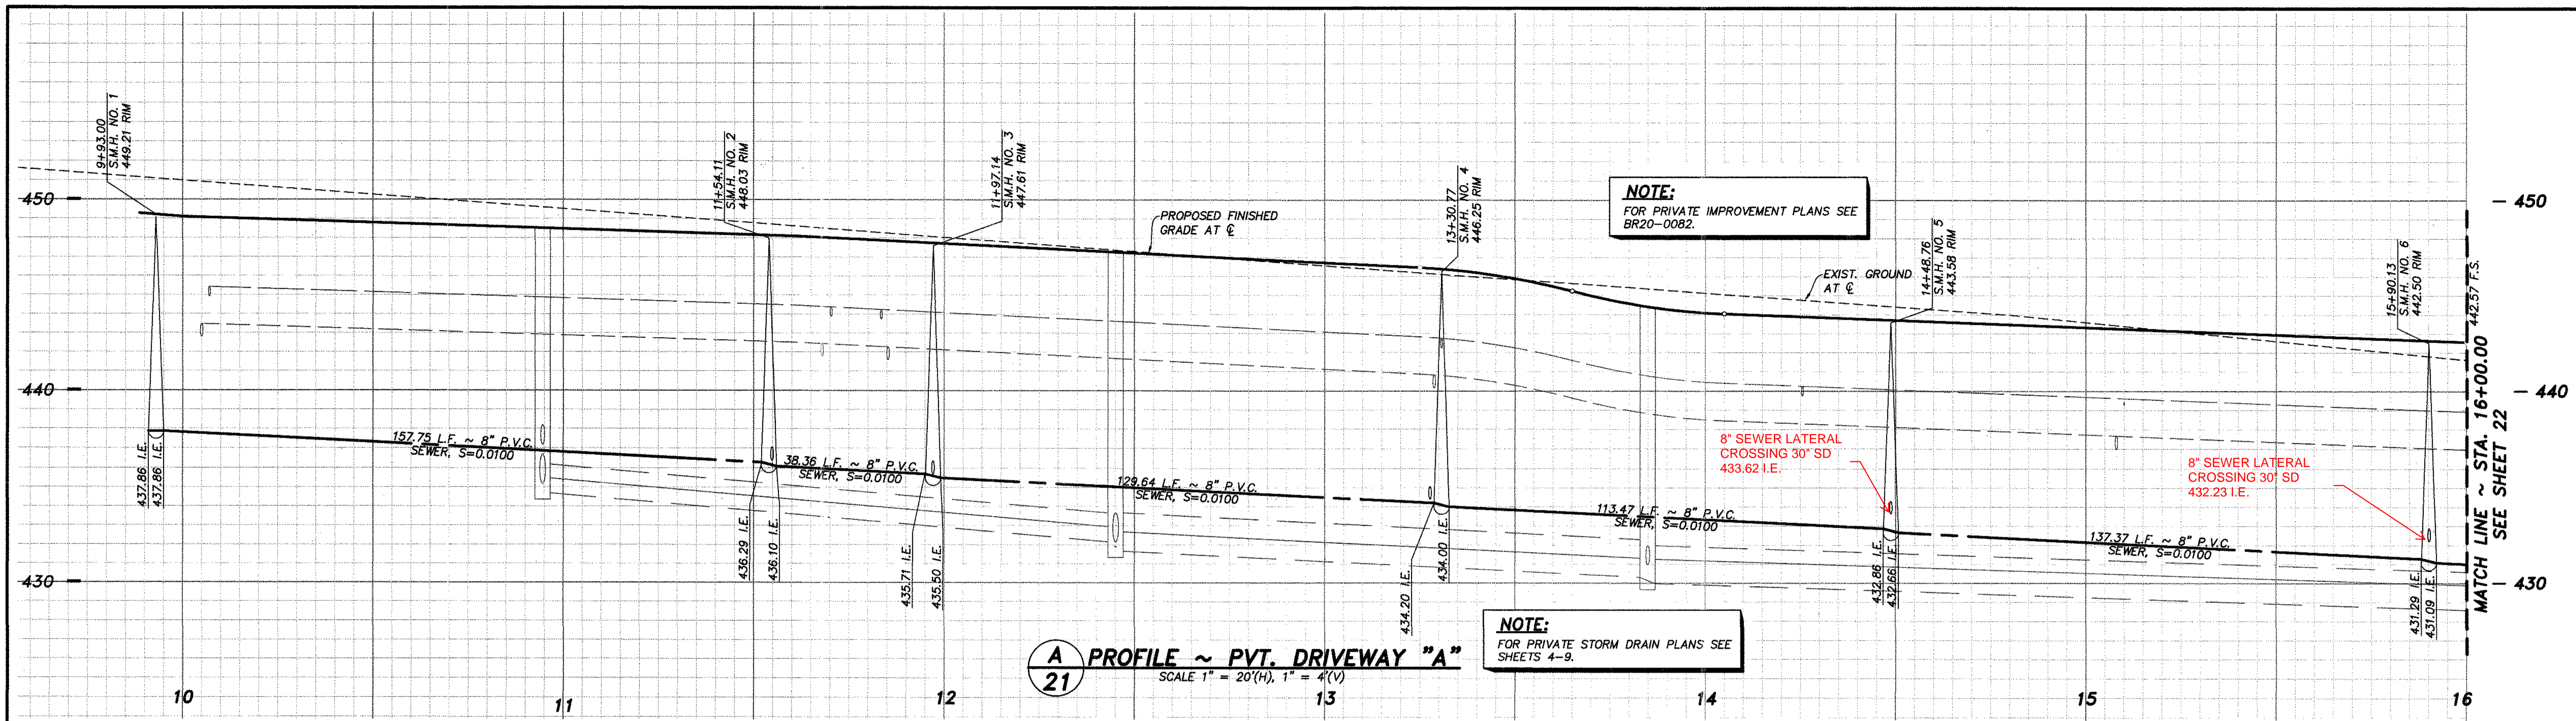 9+93.00
S.M.H. NO. 1
449.21 RIM
11+54.11
S.M.H. NO. 2
448.03 RIM
11+97.14
S.M.H. NO. 3
447.61 RIM
13+30.77
S.M.H. NO. 4
446.25 RIM
14+48.76
S.M.H. NO. 5
443.58 RIM
15+90.13
S.M.H. NO. 6
442.50 RIM
442.57 F.S.
450
450
PROPOSED FINISHED
GRADE AT ℄
NOTE:
FOR PRIVATE IMPROVEMENT PLANS SEE
BR20-0082.
EXIST. GROUND
AT ℄
440
440
157.75 L.F. ~ 8" P.V.C.
SEWER, S=0.0100
38.36 L.F. ~ 8" P.V.C.
SEWER, S=0.0100
129.64 L.F. ~ 8" P.V.C.
SEWER, S=0.0100
113.47 L.F. ~ 8" P.V.C.
SEWER, S=0.0100
137.37 L.F. ~ 8" P.V.C.
SEWER, S=0.0100
8" SEWER LATERAL
CROSSING 30" SD
433.62 I.E.
8" SEWER LATERAL
CROSSING 30" SD
432.23 I.E.
MATCH LINE ~ STA. 16+00.00
SEE SHEET 22
437.86 I.E.
437.86 I.E.
436.29 I.E.
436.10 I.E.
435.71 I.E.
435.50 I.E.
434.20 I.E.
434.00 I.E.
432.86 I.E.
432.66 I.E.
431.29 I.E.
431.09 I.E.
430
430
NOTE:
FOR PRIVATE STORM DRAIN PLANS SEE
SHEETS 4-9.
A
21
PROFILE ~ PVT. DRIVEWAY "A"
SCALE 1" = 20'(H), 1" = 4'(V)
10
11
12
13
14
15
16